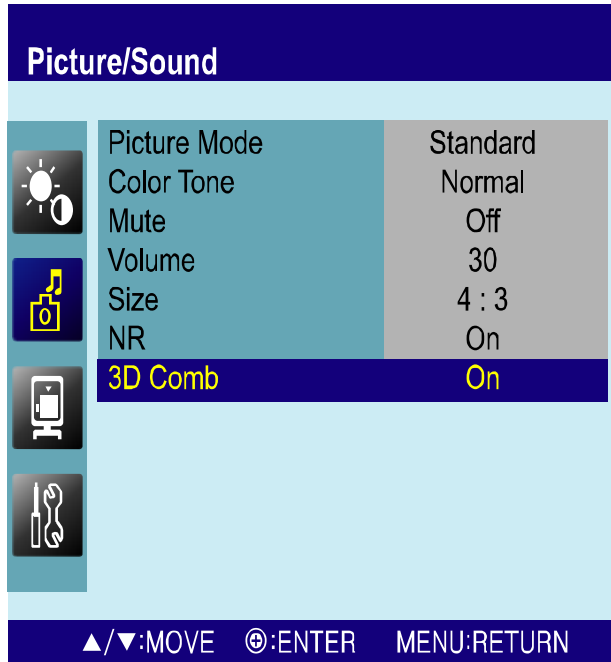 Picture/Sound
Picture Mode Standard
Color Tone Normal
Mute Off
Volume 30
Size 4 : 3
NR On
3D Comb On
▲/▼:MOVE ⊕:ENTER MENU:RETURN